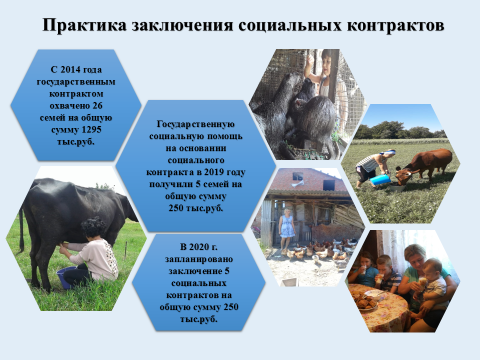 Практика заключения социальных контрактов
С 2014 года
государственным
контрактом
охвачено 26
семей на общую
сумму 1295
тыс.руб.
Государственную
социальную помощь
на основании
социального
контракта в 2019 году
получили 5 семей на
общую сумму
250 тыс.руб.
В 2020 г.
запланировано
заключение 5
социальных
контрактов на
общую сумму 250
тыс.руб.